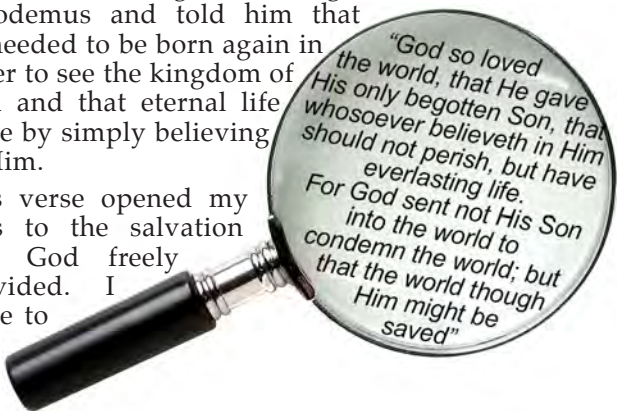 odemus and told him that
needed to be born again in
er to see the kingdom of
and that eternal life
e by simply believing
Him.
s verse opened my
s to the salvation
God freely
vided. I
e to
"God so loved
the world, that He gave
His only begotten Son, that
whosoever believeth in Him
should not perish, but have
everlasting life.
For God sent not His Son
into the world to
condemn the world; but
that the world though
Him might be
saved"